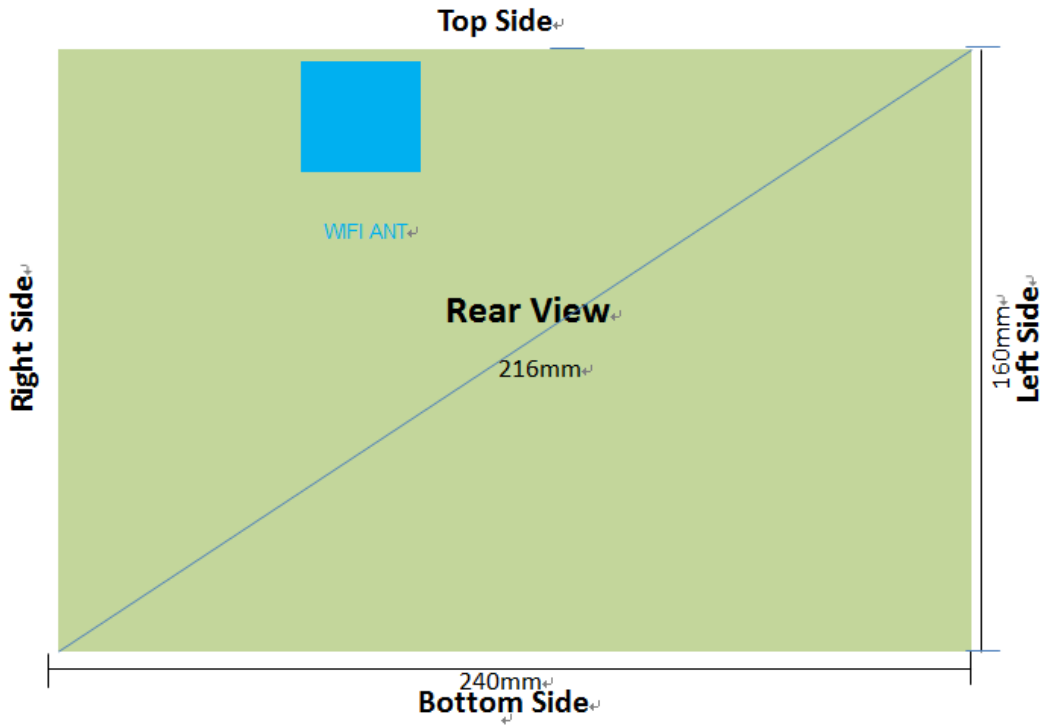 Top Side
WIFI ANT
Rear View
216mm
Right Side
160mm
Left Side
240mm
Bottom Side